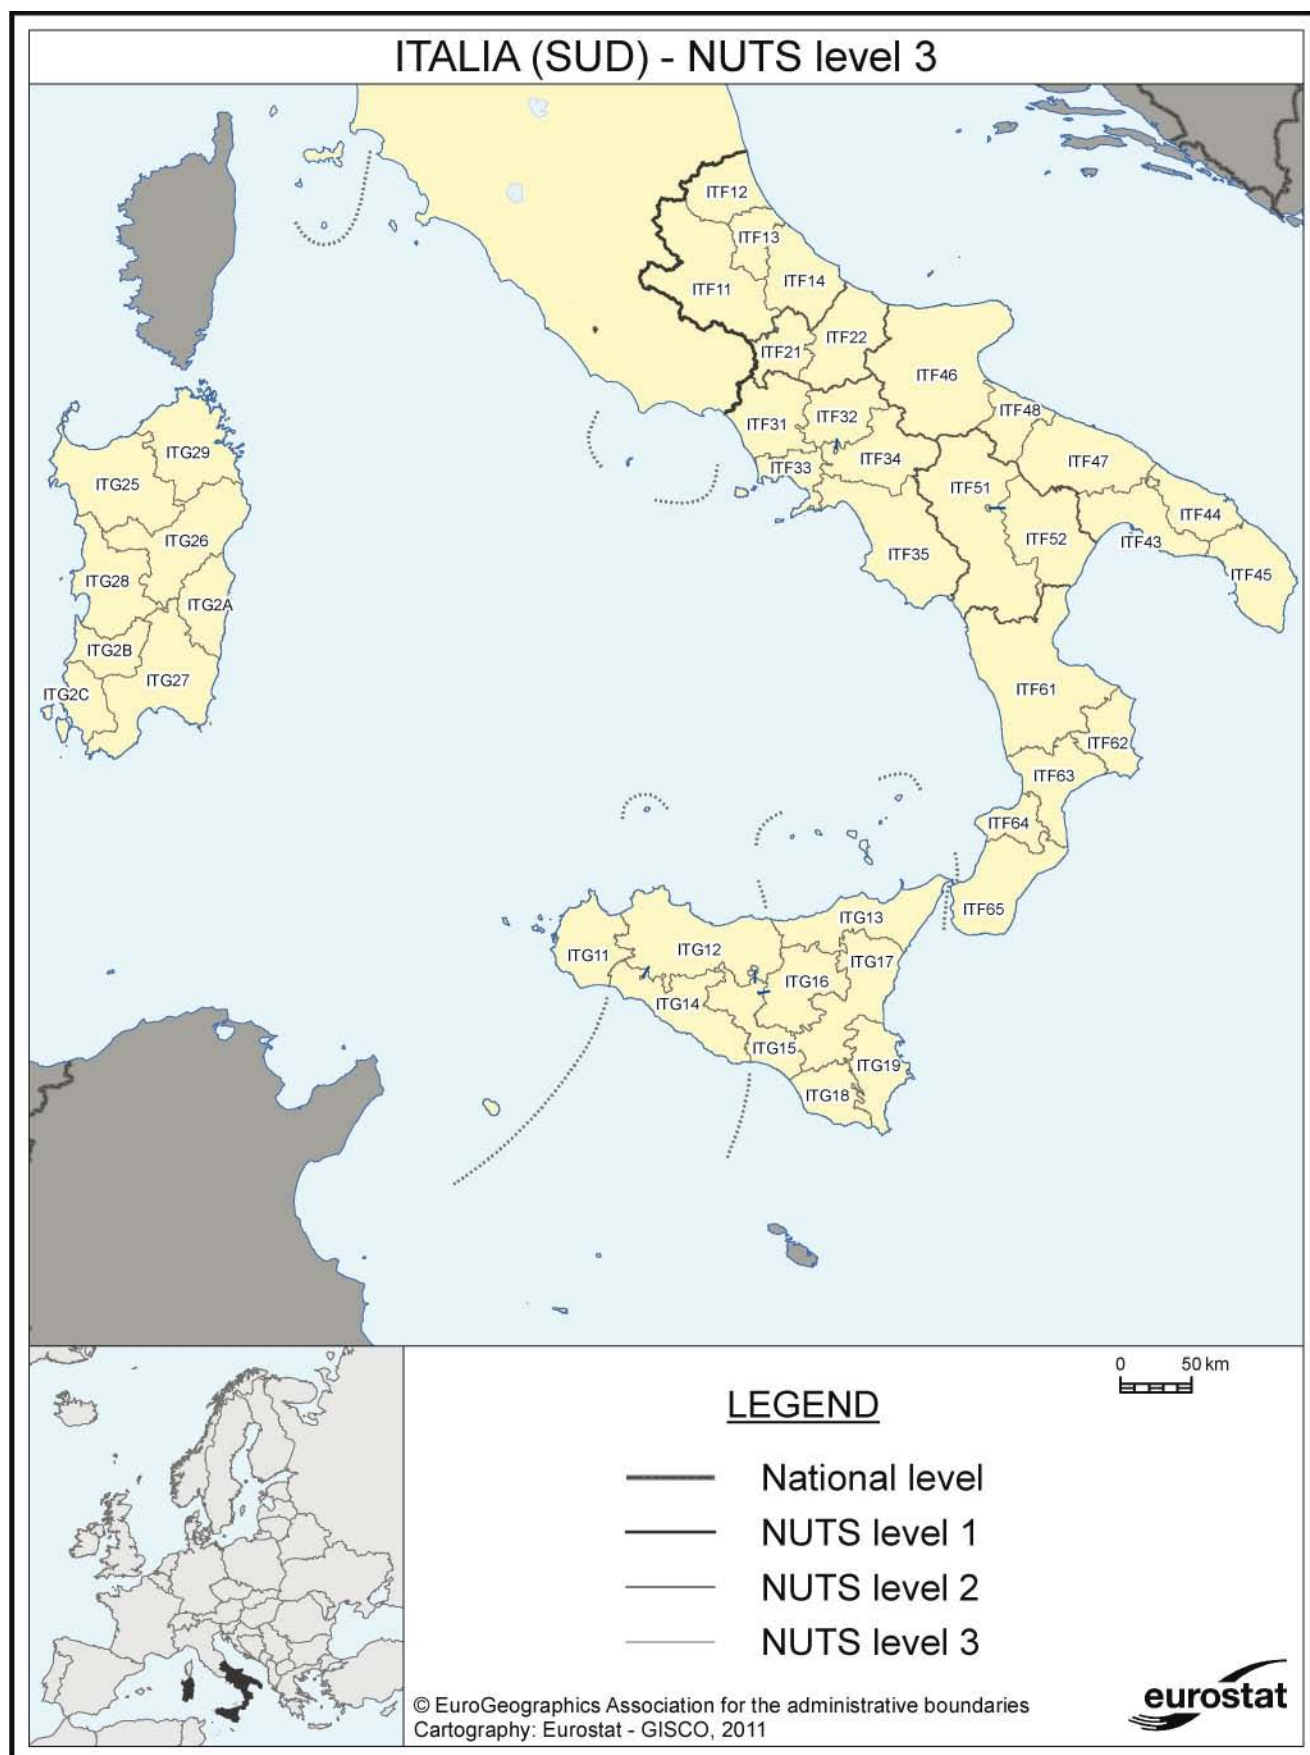 ITALIA (SUD) - NUTS level 3
ITF12
ITF13
ITF14
ITF11
ITF22
ITF21
ITF46
ITF48
ITF31
ITF32
ITF33
ITF34
ITF47
ITF51
ITF44
ITF52
ITF43
ITF35
ITF45
ITG29
ITG25
ITG26
ITG28
ITG2A
ITG2B
ITG27
ITG2C
ITF61
ITF62
ITF63
ITF64
ITF65
ITG13
ITG11
ITG12
ITG17
ITG16
ITG14
ITG15
ITG19
ITG18
0 50 km
LEGEND
National level
NUTS level 1
NUTS level 2
NUTS level 3
© EuroGeographics Association for the administrative boundaries
Cartography: Eurostat - GISCO, 2011
eurostat